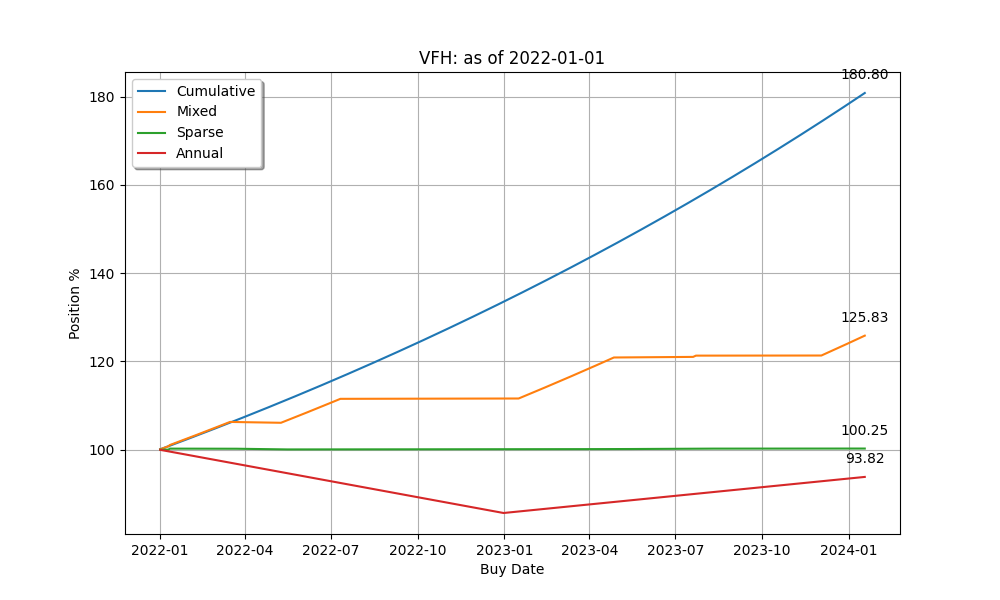 VFH: as of 2022-01-01
180.80
180
Cumulative
Mixed
Sparse
Annual
160
140
125.83
120
100.25
100
93.82
Position %
2022-01 2022-04 2022-07 2022-10 2023-01 2023-04 2023-07 2023-10 2024-01
Buy Date